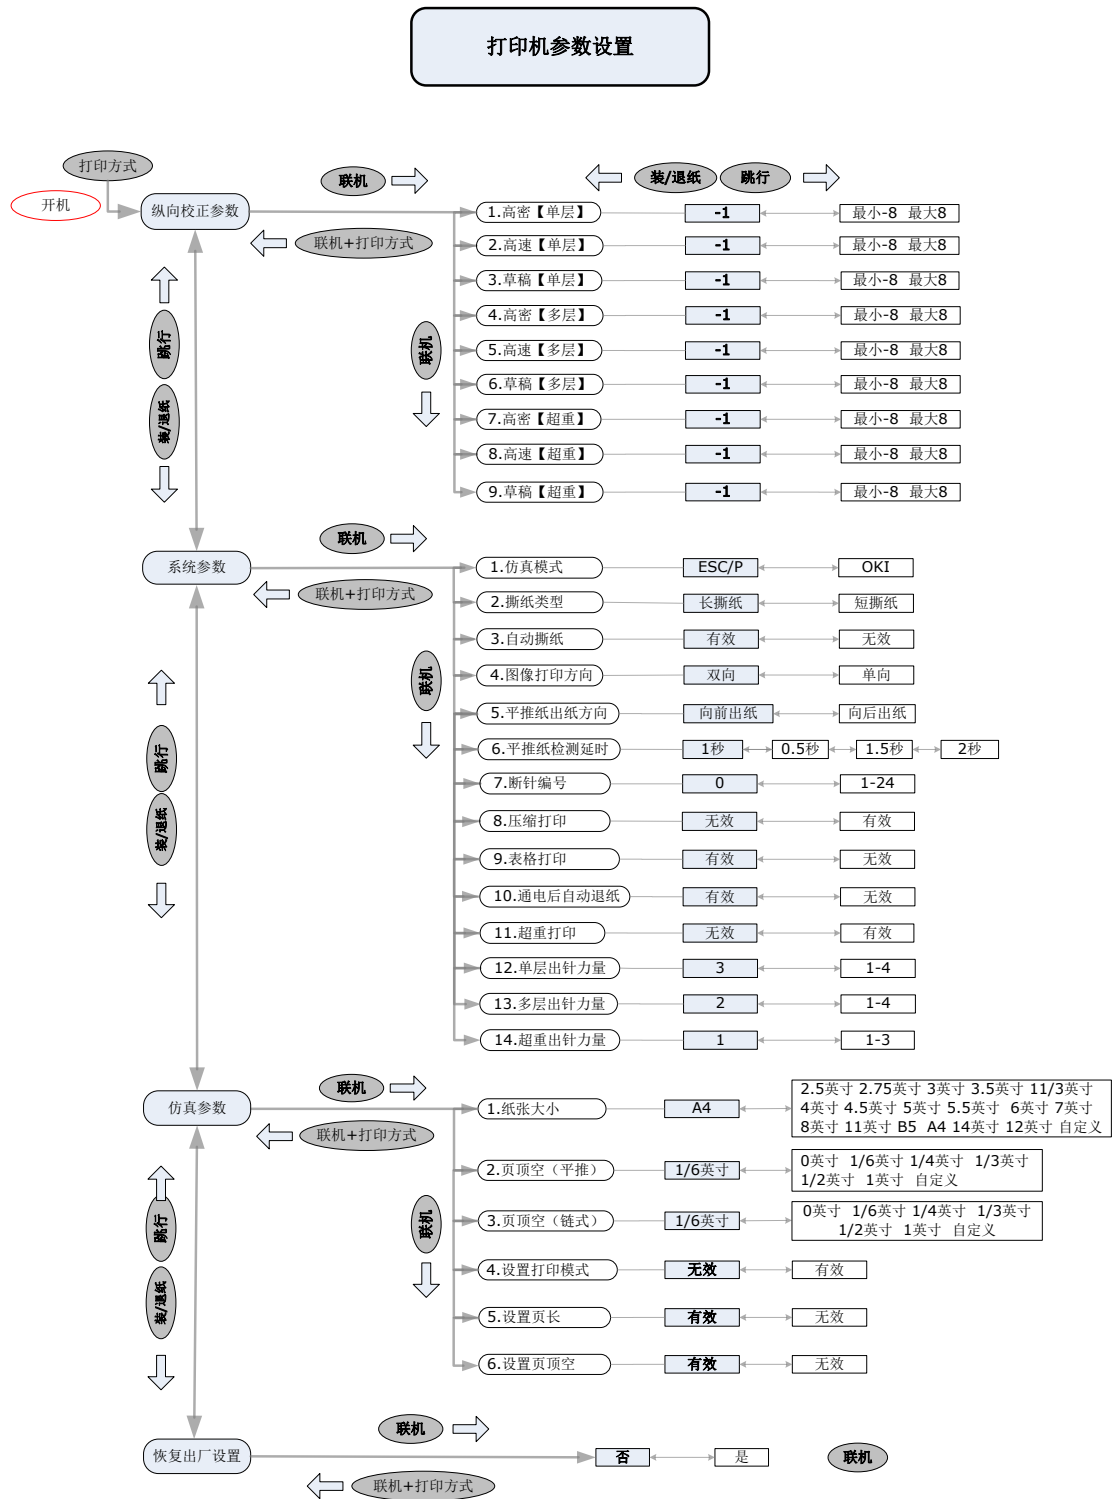 打印机参数设置
打印方式
开机
纵向校正参数
联机
联机+打印方式
装/退纸
跳行
1.高密【单层】
-1
最小-8 最大8
2.高速【单层】
-1
最小-8 最大8
3.草稿【单层】
-1
最小-8 最大8
4.高密【多层】
-1
最小-8 最大8
5.高速【多层】
-1
最小-8 最大8
6.草稿【多层】
-1
最小-8 最大8
7.高密【超重】
-1
最小-8 最大8
8.高速【超重】
-1
最小-8 最大8
9.草稿【超重】
-1
最小-8 最大8
跳行
装/退纸
联机
系统参数
联机
联机+打印方式
1.仿真模式
ESC/P
OKI
2.撕纸类型
长撕纸
短撕纸
3.自动撕纸
有效
无效
4.图像打印方向
双向
单向
5.平推纸出纸方向
向前出纸
向后出纸
6.平推纸检测延时
1秒
0.5秒
1.5秒
2秒
7.断针编号
0
1-24
8.压缩打印
无效
有效
9.表格打印
有效
无效
10.通电后自动退纸
有效
无效
11.超重打印
无效
有效
12.单层出针力量
3
1-4
13.多层出针力量
2
1-4
14.超重出针力量
1
1-3
跳行
装/退纸
联机
仿真参数
联机
联机+打印方式
1.纸张大小
A4
2.5英寸 2.75英寸 3英寸 3.5英寸 11/3英寸
4英寸 4.5英寸 5英寸 5.5英寸 6英寸 7英寸
8英寸 11英寸 B5 A4 14英寸 12英寸 自定义
2.页顶空（平推）
1/6英寸
0英寸 1/6英寸 1/4英寸 1/3英寸
1/2英寸 1英寸 自定义
3.页顶空（链式）
1/6英寸
0英寸 1/6英寸 1/4英寸 1/3英寸
1/2英寸 1英寸 自定义
4.设置打印模式
无效
有效
5.设置页长
有效
无效
6.设置页顶空
有效
无效
跳行
装/退纸
联机
恢复出厂设置
联机
联机+打印方式
否
是
联机